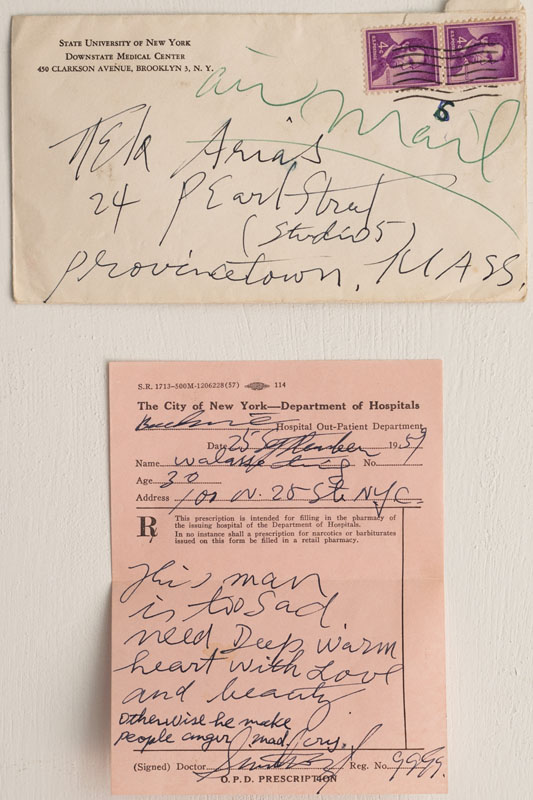 STATE UNIVERSITY OF NEW YORK
DOWNSTATE MEDICAL CENTER
450 CLARKSON AVENUE, BROOKLYN 3, N. Y.
4¢ 4¢
air mail
Nela Arias
24 PEarl Street
(Studio 5)
provincetown, MASS.
S.R. 1713-500M-1206228(57) 114
The City of New York—Department of Hospitals
Hospital Out-Patient Department
Date 25 September 1959
Name walasse ting No.
Age 30
Address 101 W. 25 St. NYC.
R This prescription is intended for filling in the pharmacy of
the issuing hospital of the Department of Hospitals.
In no instance shall a prescription for narcotics or barbiturates
issued on this form be filled in a retail pharmacy.
This man
is too sad
need Deep warm
heart with Love
and beauty
otherwise he make
people anger, mad, cry.
(Signed) Doctor Reg. No. 9999.
O.P.D. PRESCRIPTION